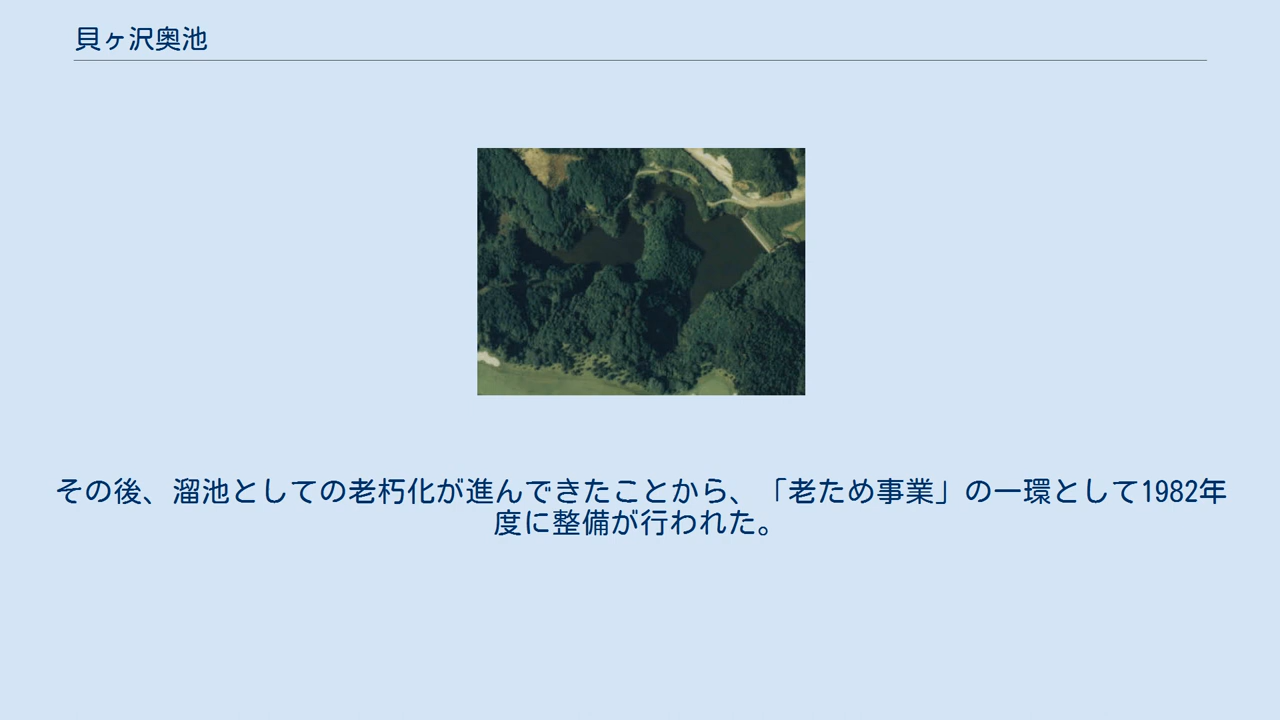 貝ヶ沢奥池
その後、溜池としての老朽化が進んできたことから、「老ため事業」の一環として1982年
度に整備が行われた。